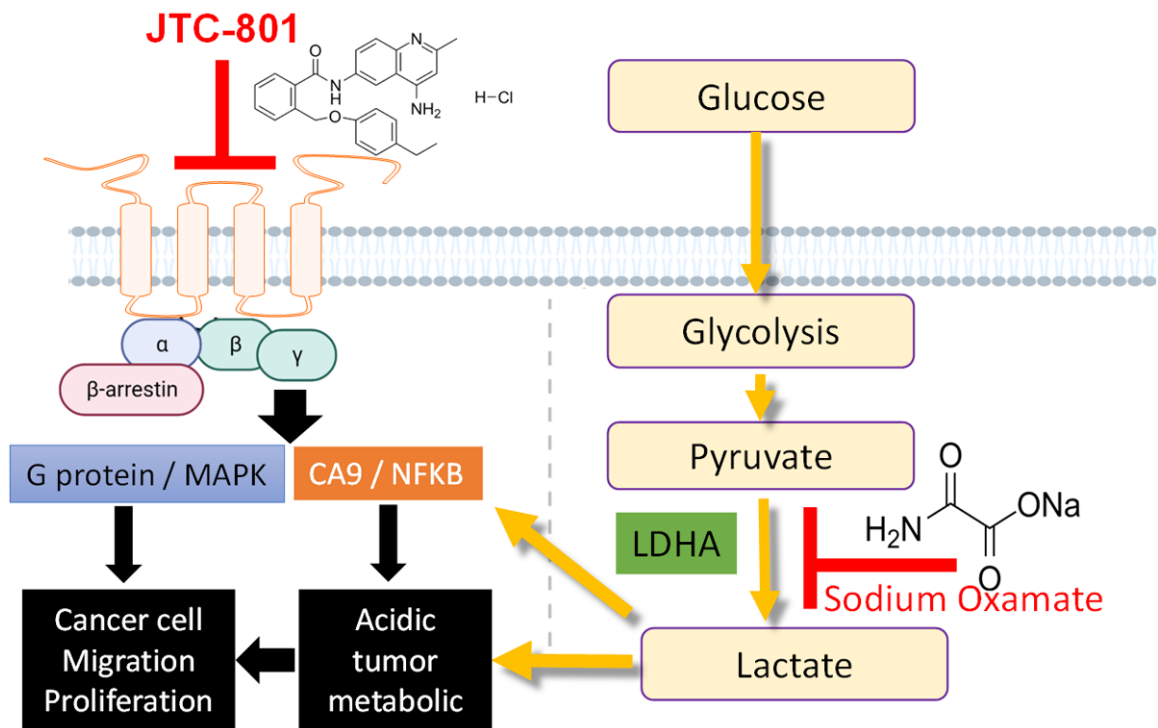 JTC-801
O
N
N
H
NH₂
O
H-Cl
Glucose
Glycolysis
α
β
γ
β-arrestin
Pyruvate
G protein / MAPK
CA9 / NFKB
LDHA
O
ONa
H₂N
O
Sodium Oxamate
Cancer cell
Migration
Proliferation
Acidic
tumor
metabolic
Lactate